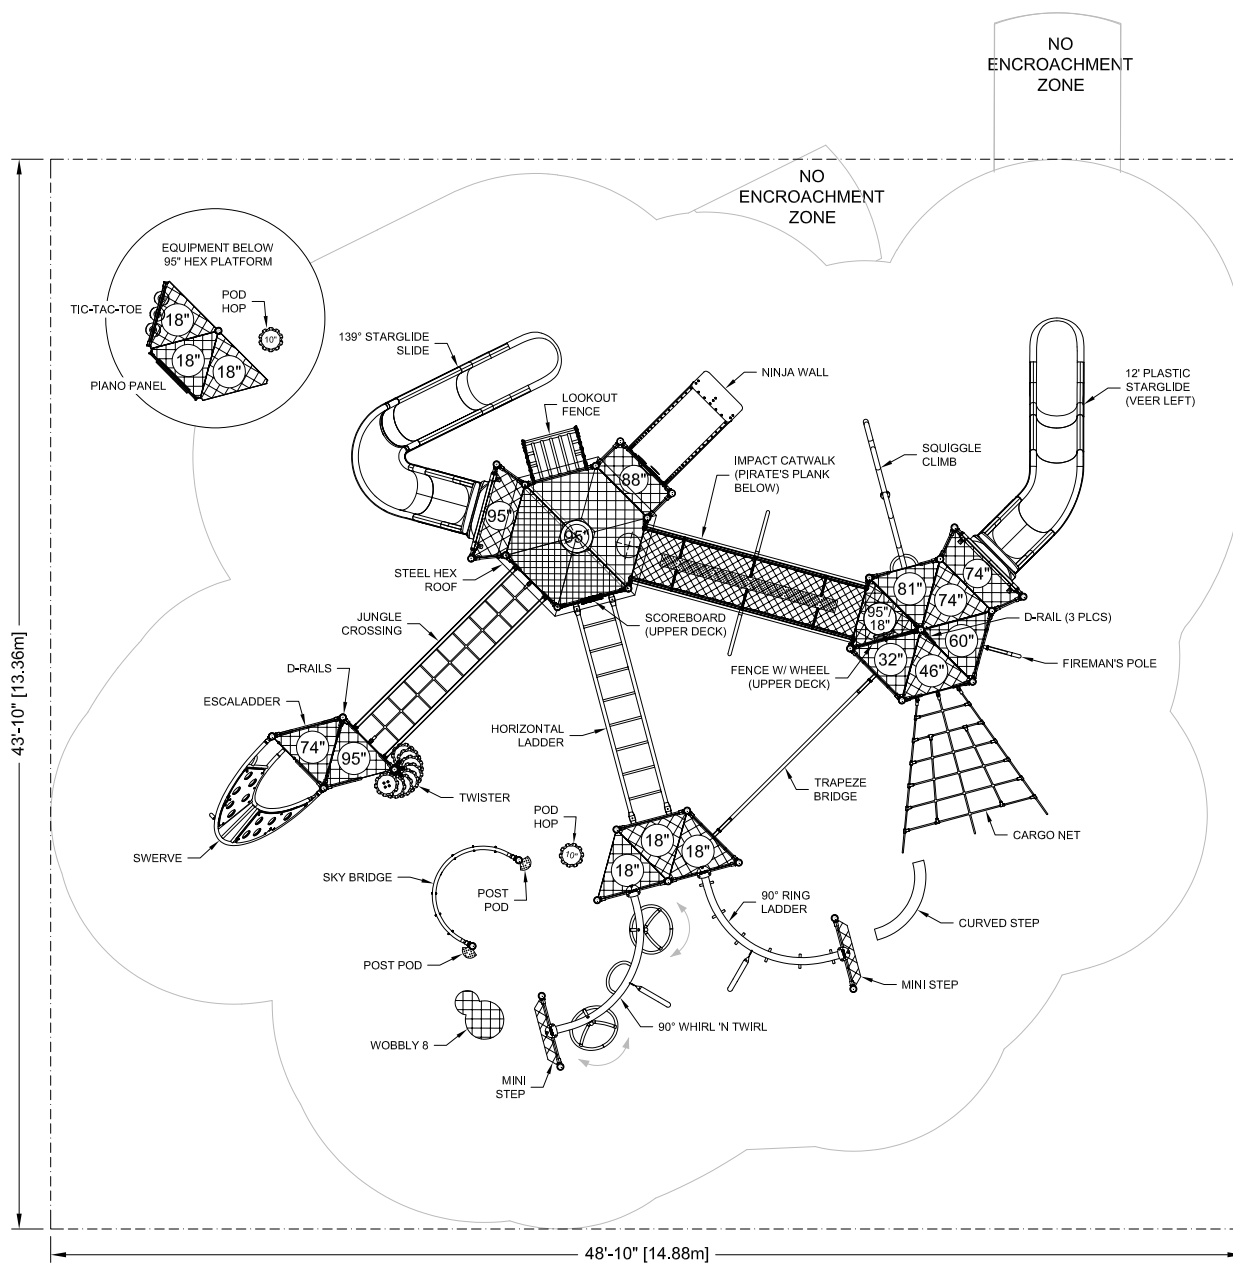 NO
ENCROACHMENT
ZONE
NO
ENCROACHMENT
ZONE
EQUIPMENT BELOW
95" HEX PLATFORM
TIC-TAC-TOE
POD
HOP
18"
10"
18"
18"
PIANO PANEL
139° STARGLIDE
SLIDE
LOOKOUT
FENCE
NINJA WALL
12' PLASTIC
STARGLIDE
(VEER LEFT)
SQUIGGLE
CLIMB
IMPACT CATWALK
(PIRATE'S PLANK
BELOW)
88"
95"
95"
STEEL HEX
ROOF
JUNGLE
CROSSING
SCOREBOARD
(UPPER DECK)
81"
74"
74"
95"/
18"
60"
32"
46"
D-RAIL (3 PLCS)
FIREMAN'S POLE
FENCE W/ WHEEL
(UPPER DECK)
D-RAILS
ESCALADDER
74"
95"
HORIZONTAL
LADDER
TRAPEZE
BRIDGE
TWISTER
SWERVE
CARGO NET
POD
HOP
10"
18"
18"
18"
SKY BRIDGE
POST
POD
90° RING
LADDER
CURVED STEP
POST POD
MINI STEP
WOBBLY 8
90° WHIRL 'N TWIRL
MINI
STEP
43'-10" [13.36m]
48'-10" [14.88m]